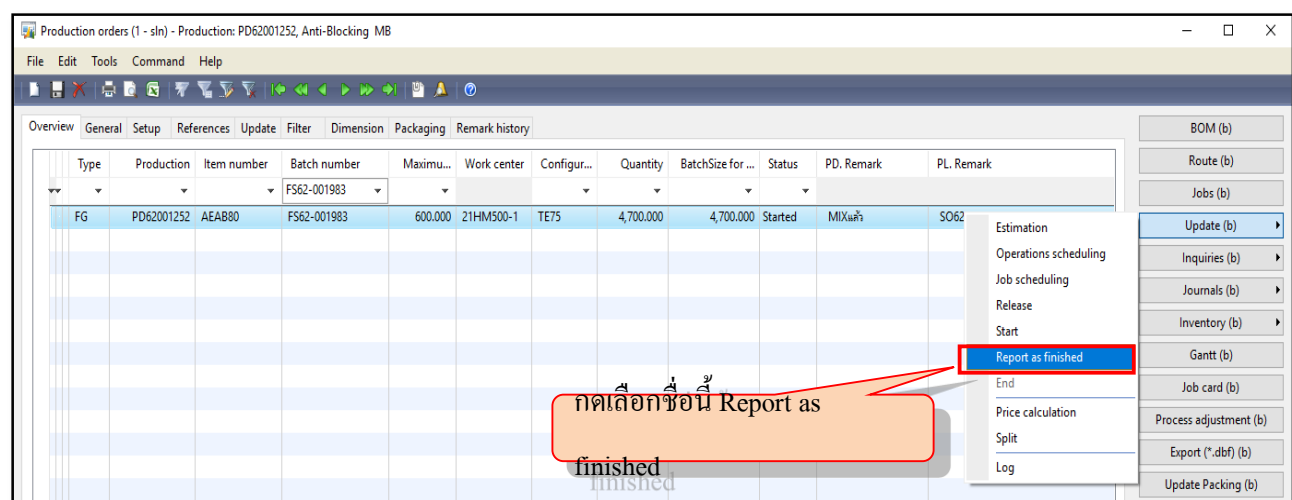 Production orders (1 - sln) - Production: PD62001252, Anti-Blocking MB
File Edit Tools Command Help
Overview General Setup References Update Filter Dimension Packaging Remark history
Type Production Item number Batch number Maximu... Work center Configur... Quantity BatchSize for ... Status PD. Remark PL. Remark
FS62-001983
FG PD62001252 AEAB80 FS62-001983 600.000 21HM500-1 TE75 4,700.000 4,700.000 Started MIXแล้ว SO62
Estimation
Operations scheduling
Job scheduling
Release
Start
Report as finished
End
Price calculation
Split
Log
กดเลือกชื่อนี้ Report as
finished
BOM (b)
Route (b)
Jobs (b)
Update (b)
Inquiries (b)
Journals (b)
Inventory (b)
Gantt (b)
Job card (b)
Process adjustment (b)
Export (*.dbf) (b)
Update Packing (b)